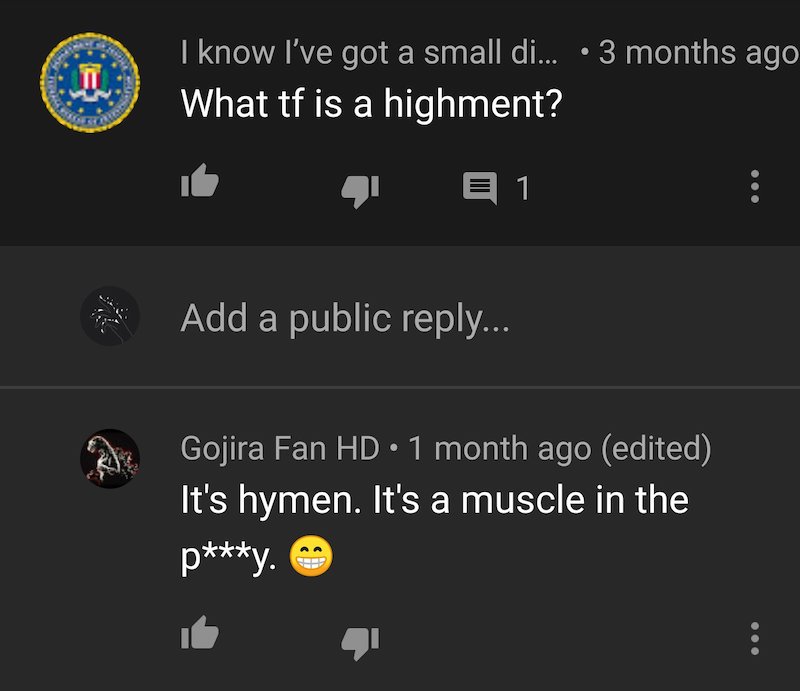 I know I've got a small di... • 3 months ago
What tf is a highment?
1
Add a public reply...
Gojira Fan HD • 1 month ago (edited)
It's hymen. It's a muscle in the
p***y. 😁